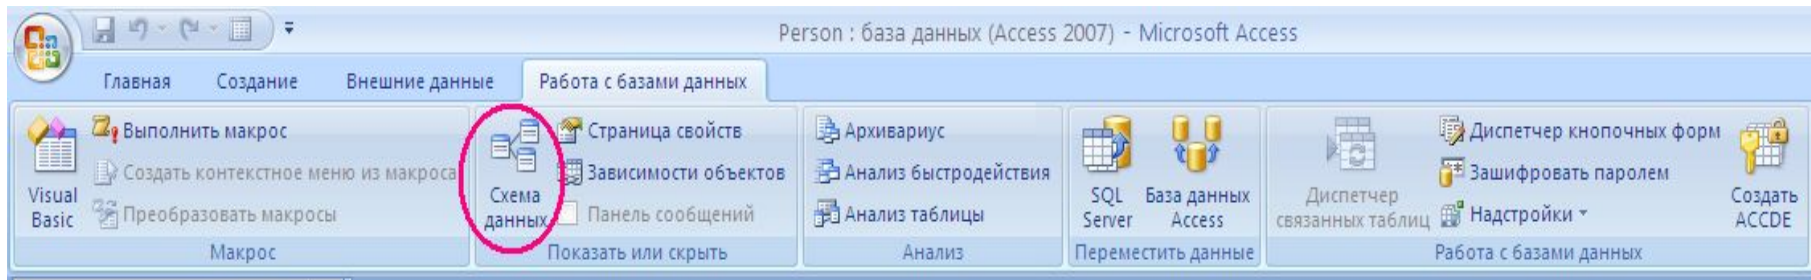 Person : база данных (Access 2007) - Microsoft Access
Главная Создание Внешние данные Работа с базами данных
Visual
Basic
Выполнить макрос
Создать контекстное меню из макроса
Преобразовать макросы
Макрос
Схема
данных
Страница свойств
Зависимости объектов
Панель сообщений
Показать или скрыть
Архивариус
Анализ быстродействия
Анализ таблицы
Анализ
SQL
Server
База данных
Access
Переместить данные
Диспетчер
связанных таблиц
Диспетчер кнопочных форм
Зашифровать паролем
Надстройки
Создать
ACCDE
Работа с базами данных